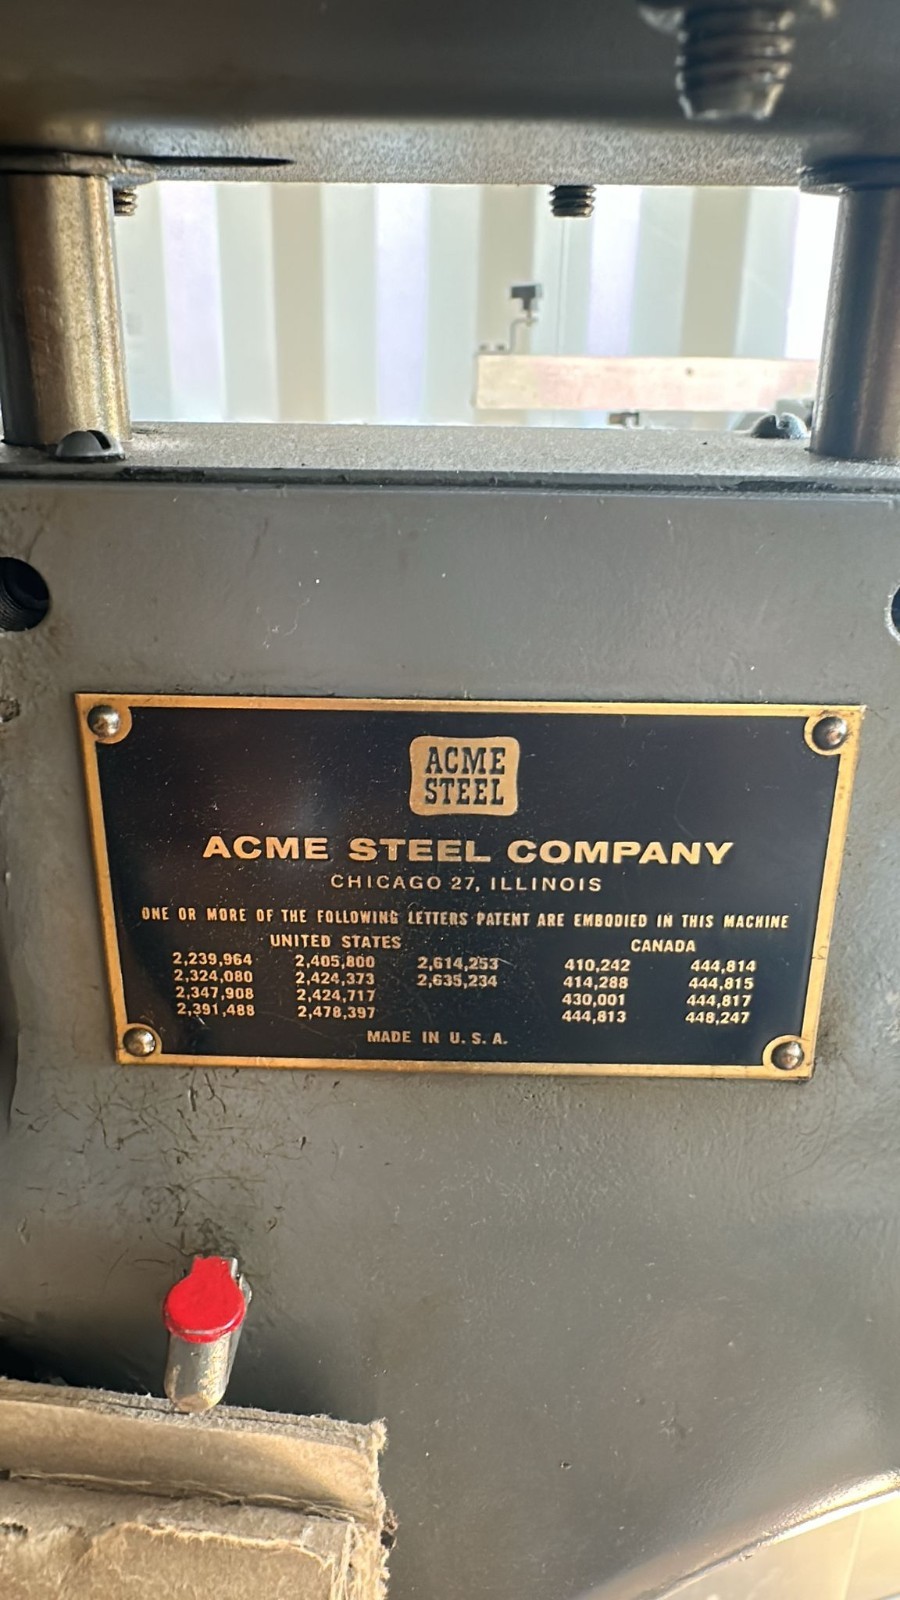 ACME
STEEL
ACME STEEL COMPANY
CHICAGO 27, ILLINOIS
ONE OR MORE OF THE FOLLOWING LETTERS PATENT ARE EMBODIED IN THIS MACHINE
UNITED STATES CANADA
2,239,964 2,405,800 2,614,253 410,242 444,814
2,324,080 2,424,373 2,635,234 414,288 444,815
2,347,908 2,424,717 430,001 444,817
2,391,488 2,478,397 444,813 448,247
MADE IN U. S. A.